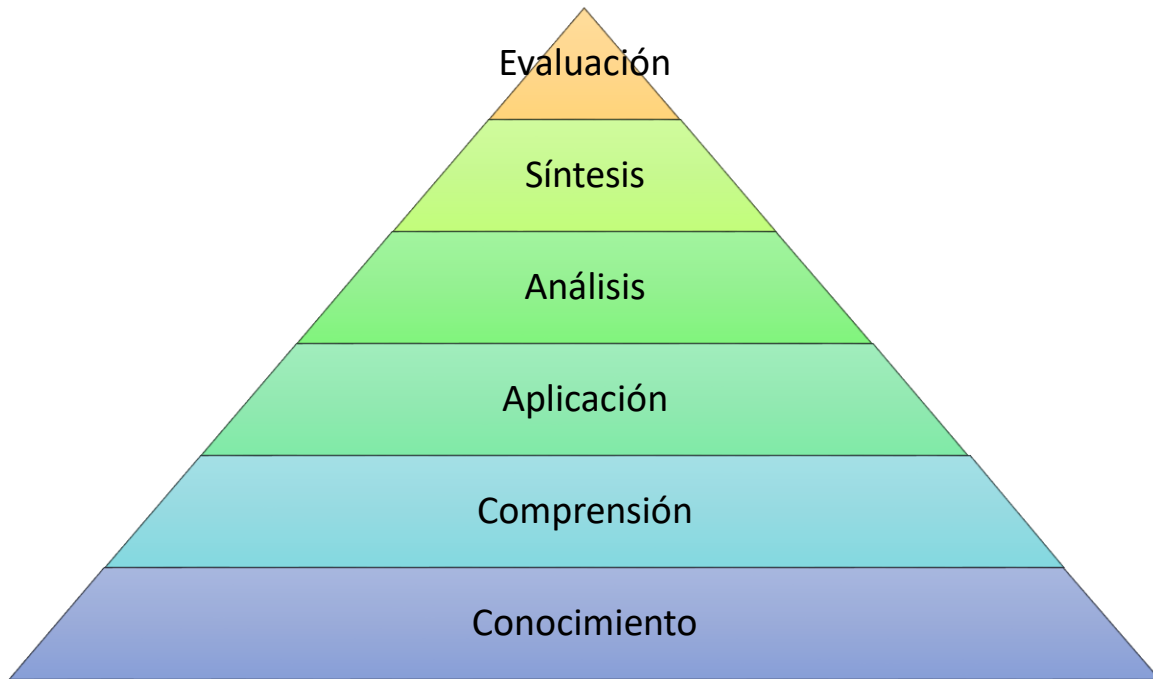 Evaluación
Síntesis
Análisis
Aplicación
Comprensión
Conocimiento